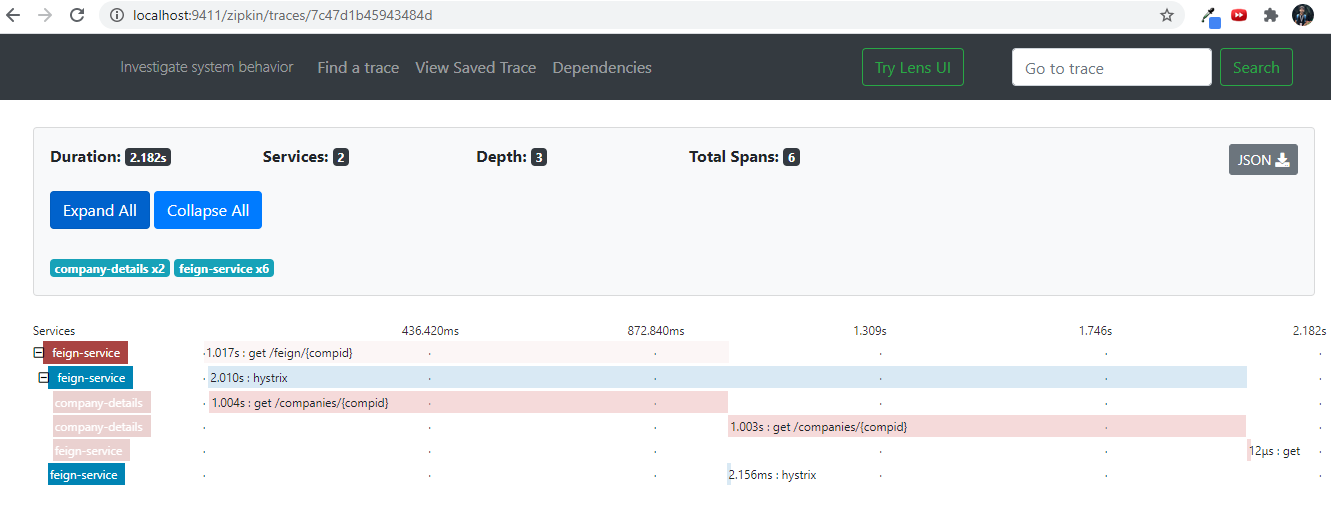 localhost:9411/zipkin/traces/7c47d1b45943484d
Investigate system behavior Find a trace View Saved Trace Dependencies Try Lens UI Go to trace Search
Duration: 2.182s Services: 2 Depth: 3 Total Spans: 6 JSON
Expand All Collapse All
company-details x2 feign-service x6
Services 436.420ms 872.840ms 1.309s 1.746s 2.182s
feign-service 1.017s : get /feign/{compid}
feign-service 2.010s : hystrix
company-details 1.004s : get /companies/{compid}
company-details 1.003s : get /companies/{compid}
feign-service 12μs : get
feign-service 2.156ms : hystrix